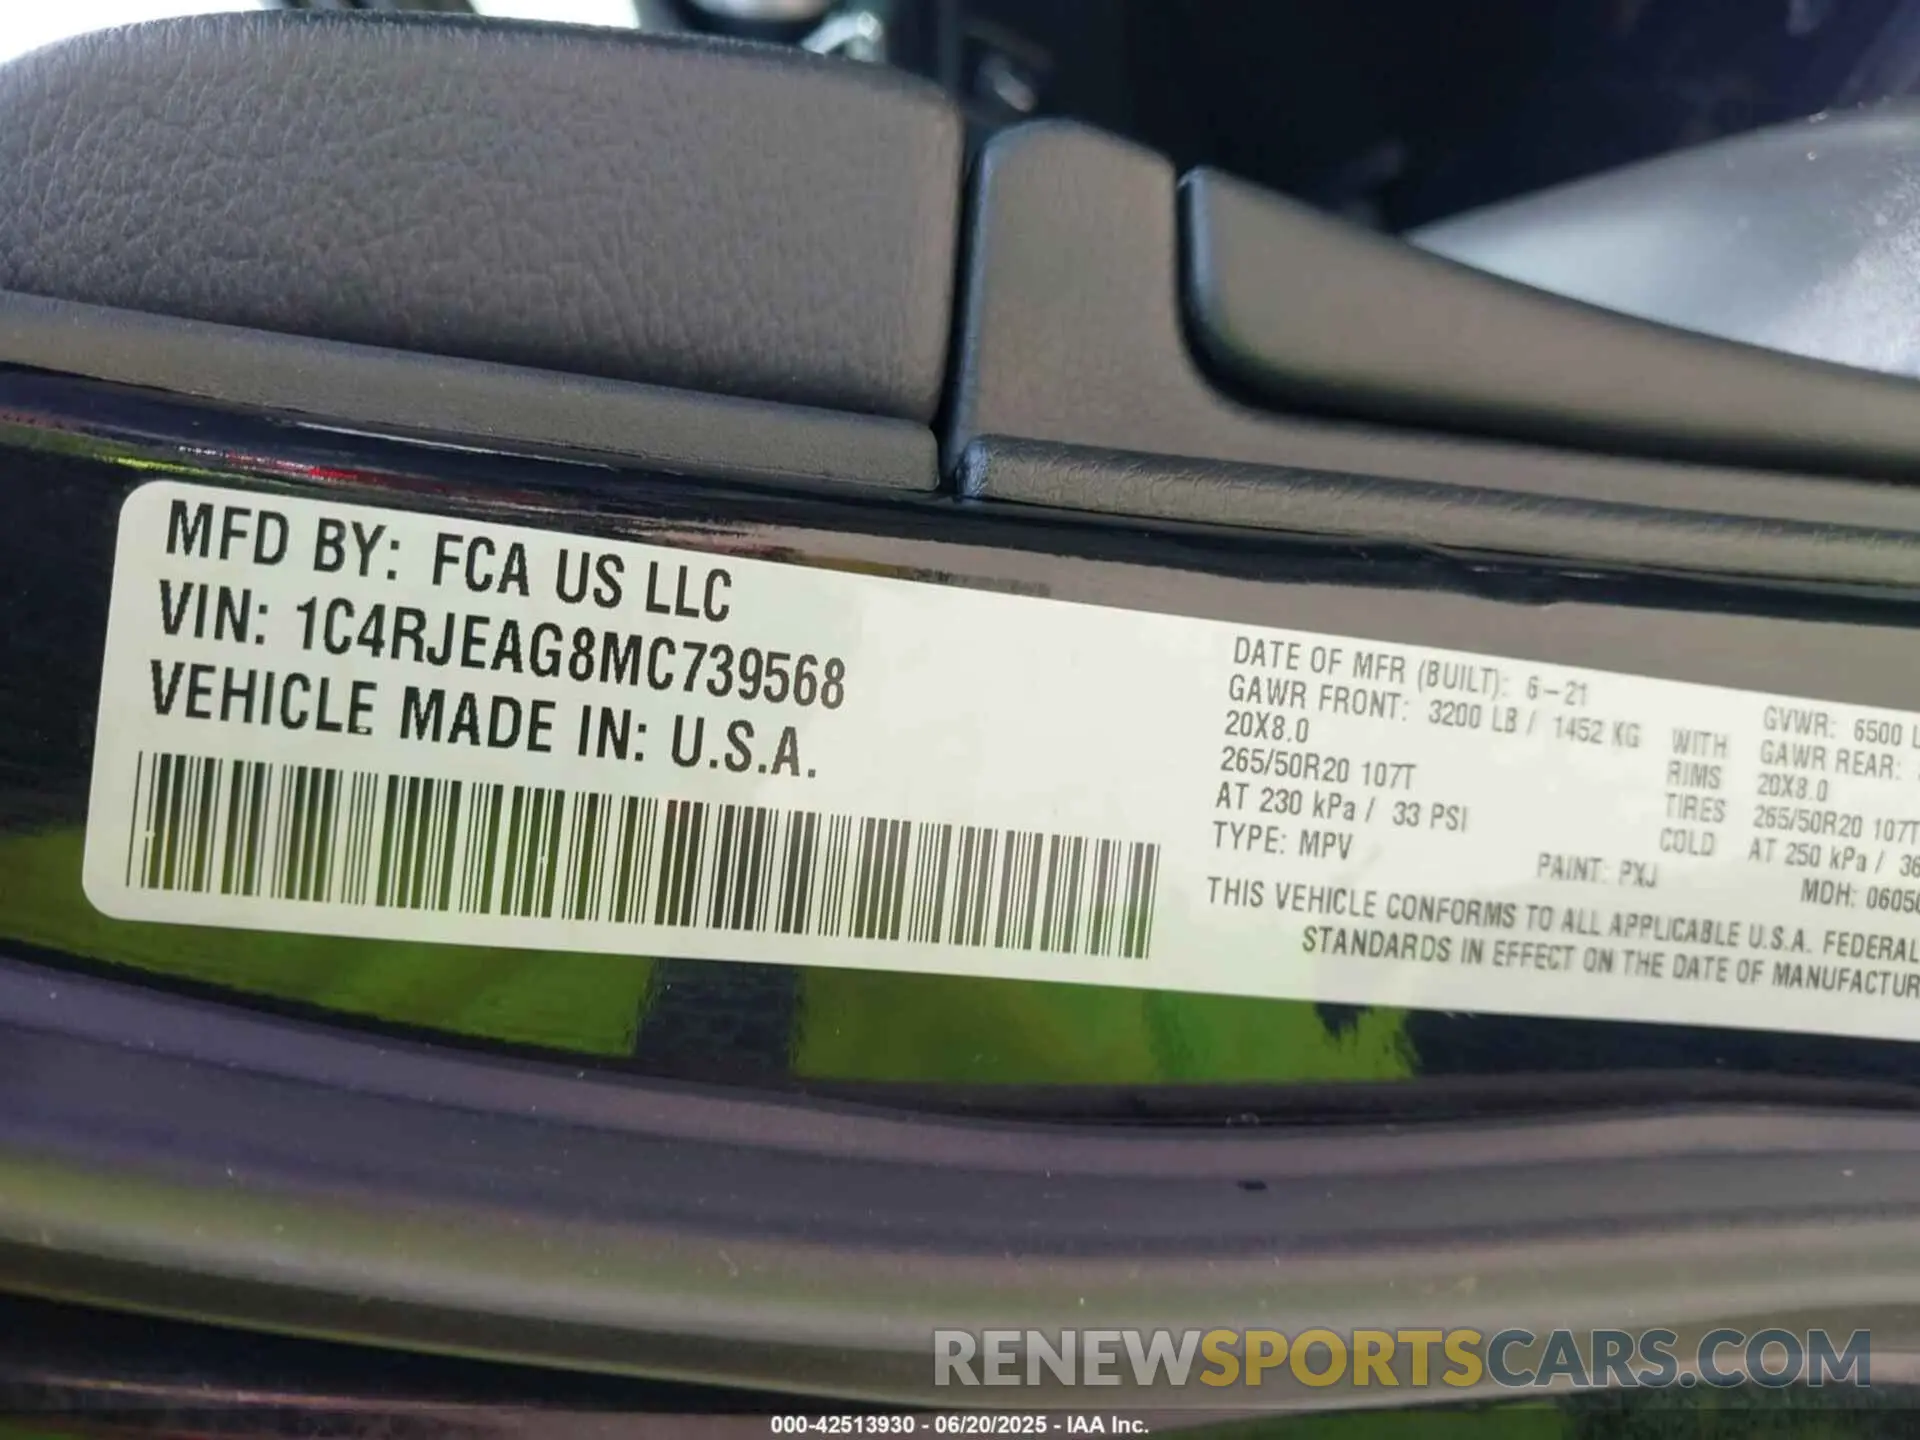 MFD BY: FCA US LLC
VIN: 1C4RJEAG8MC739568
VEHICLE MADE IN: U.S.A.
DATE OF MFR (BUILT): 6-21 GVWR: 6500 L
GAWR FRONT: 3200 LB / 1452 KG WITH GAWR REAR:
20X8.0 RIMS 20X8.0
265/50R20 107T TIRES 265/50R20 107T
AT 230 kPa / 33 PSI COLD AT 250 kPa / 36
TYPE: MPV PAINT: PXJ MDH: 0605
THIS VEHICLE CONFORMS TO ALL APPLICABLE U.S.A. FEDERAL
STANDARDS IN EFFECT ON THE DATE OF MANUFACTUR
RENEWSPORTSCARS.COM
000-42513930 - 06/20/2025 - IAA Inc.